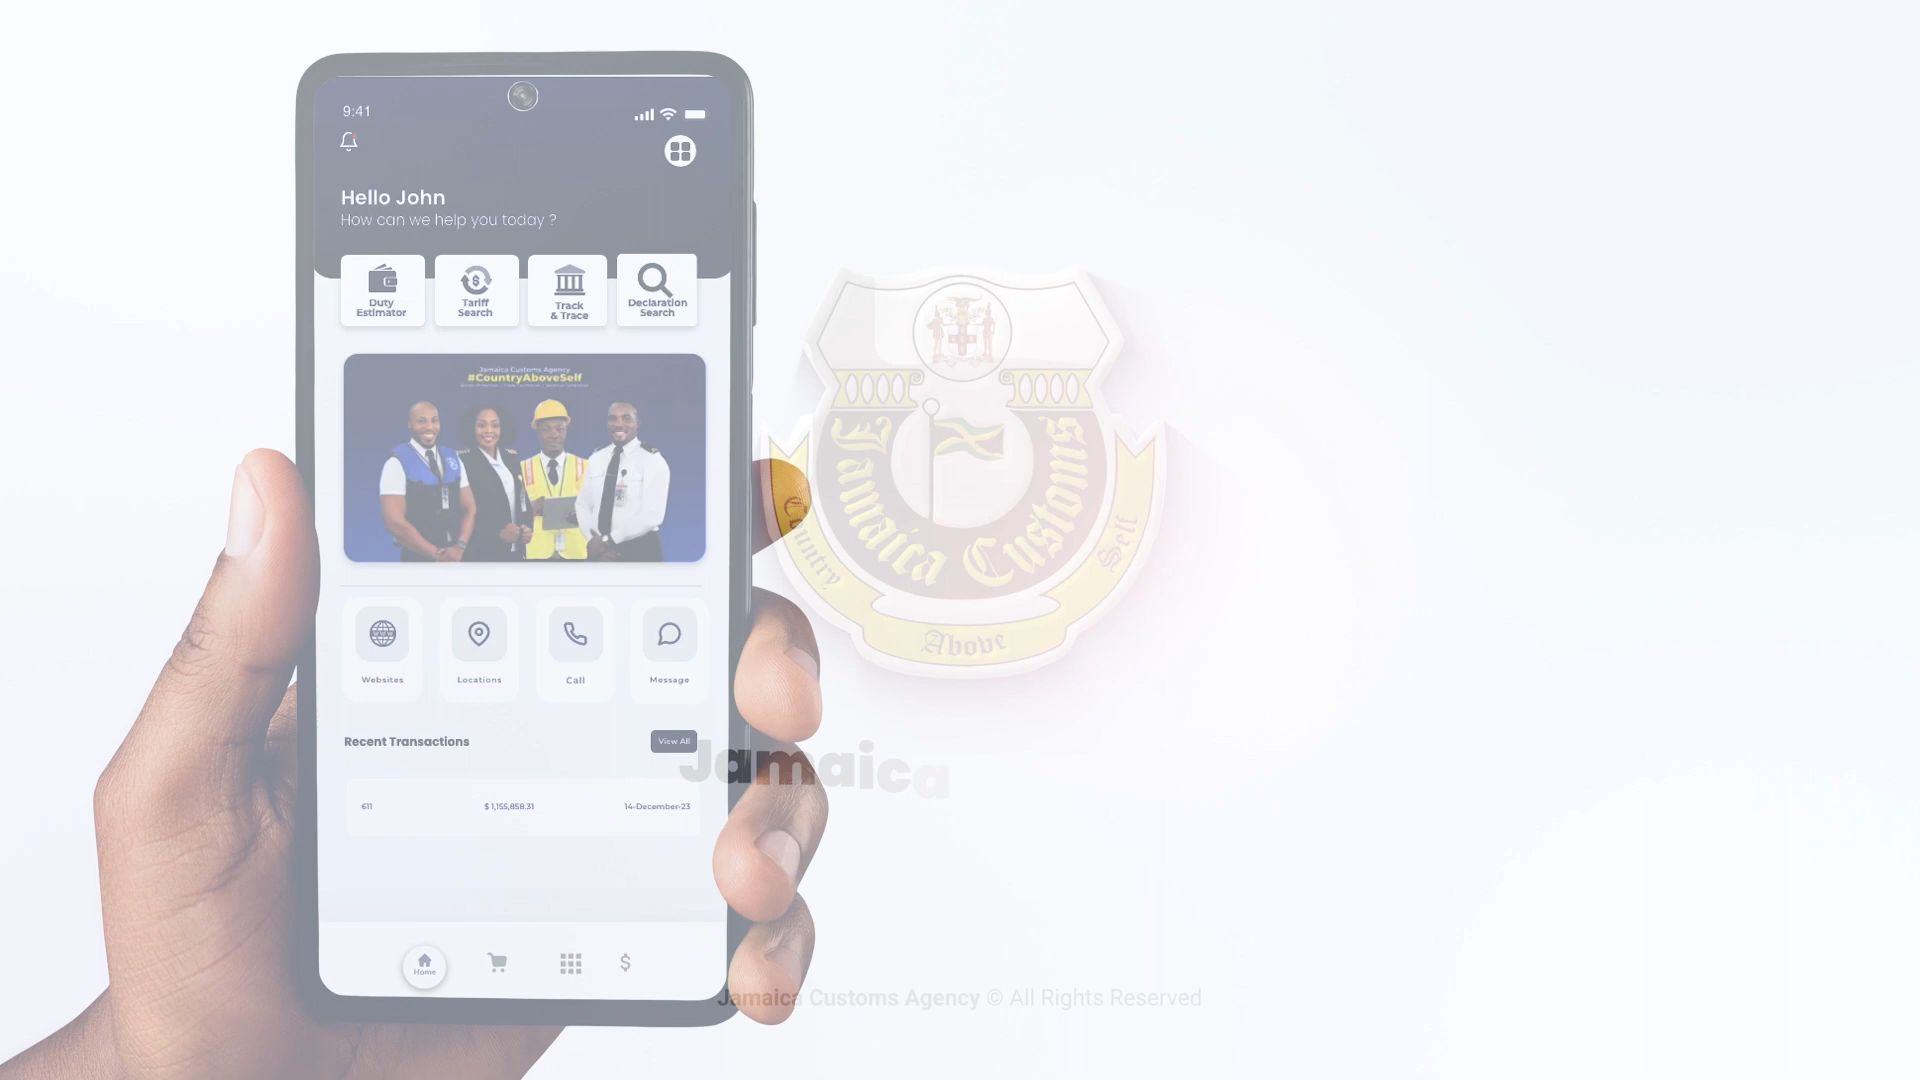 9:41
Hello John
How can we help you today ?
Duty
Estimator
Tariff
Search
Track
& Trace
Declaration
Search
Jamaica Customs Agency
#CountryAboveSelf
Websites
Locations
Call
Message
Recent Transactions
View All
611
$ 1,155,858.31
14-December-23
Home
Jamaica Customs
Country
Above
Self
Jamaica
Jamaica Customs Agency © All Rights Reserved